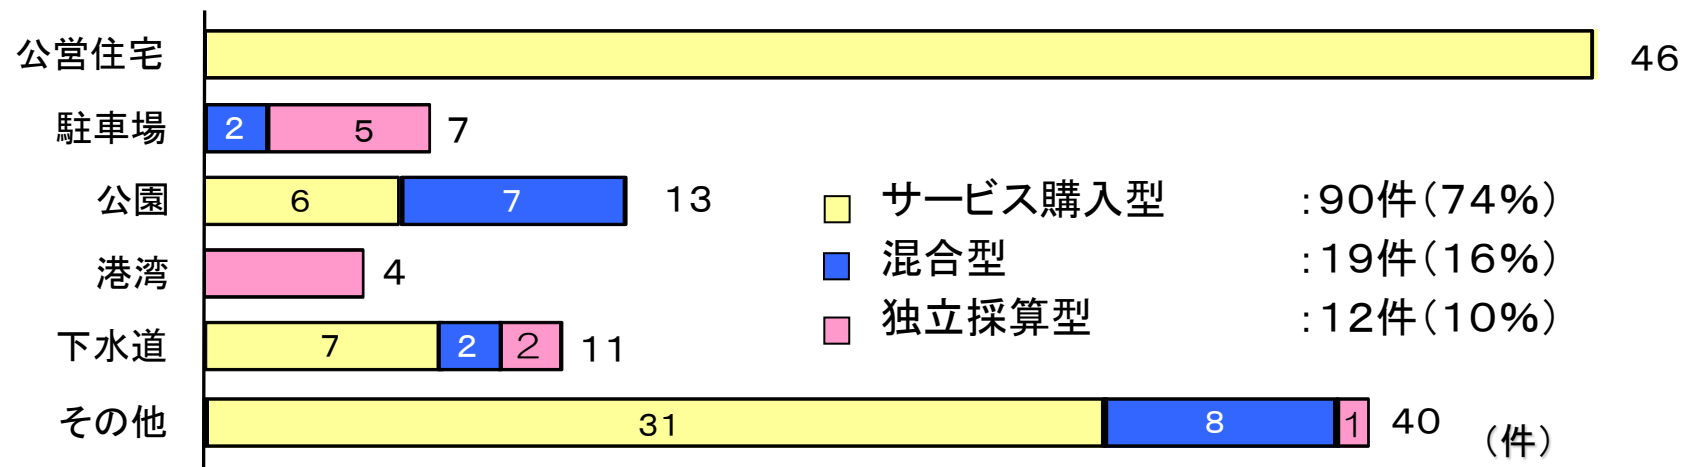 公営住宅 46
駐車場 2 5 7
公園 6 7 13
サービス購入型 :90件(74%)
混合型 :19件(16%)
港湾 4
独立採算型 :12件(10%)
下水道 7 2 2 11
その他 31 8 1 40 (件)